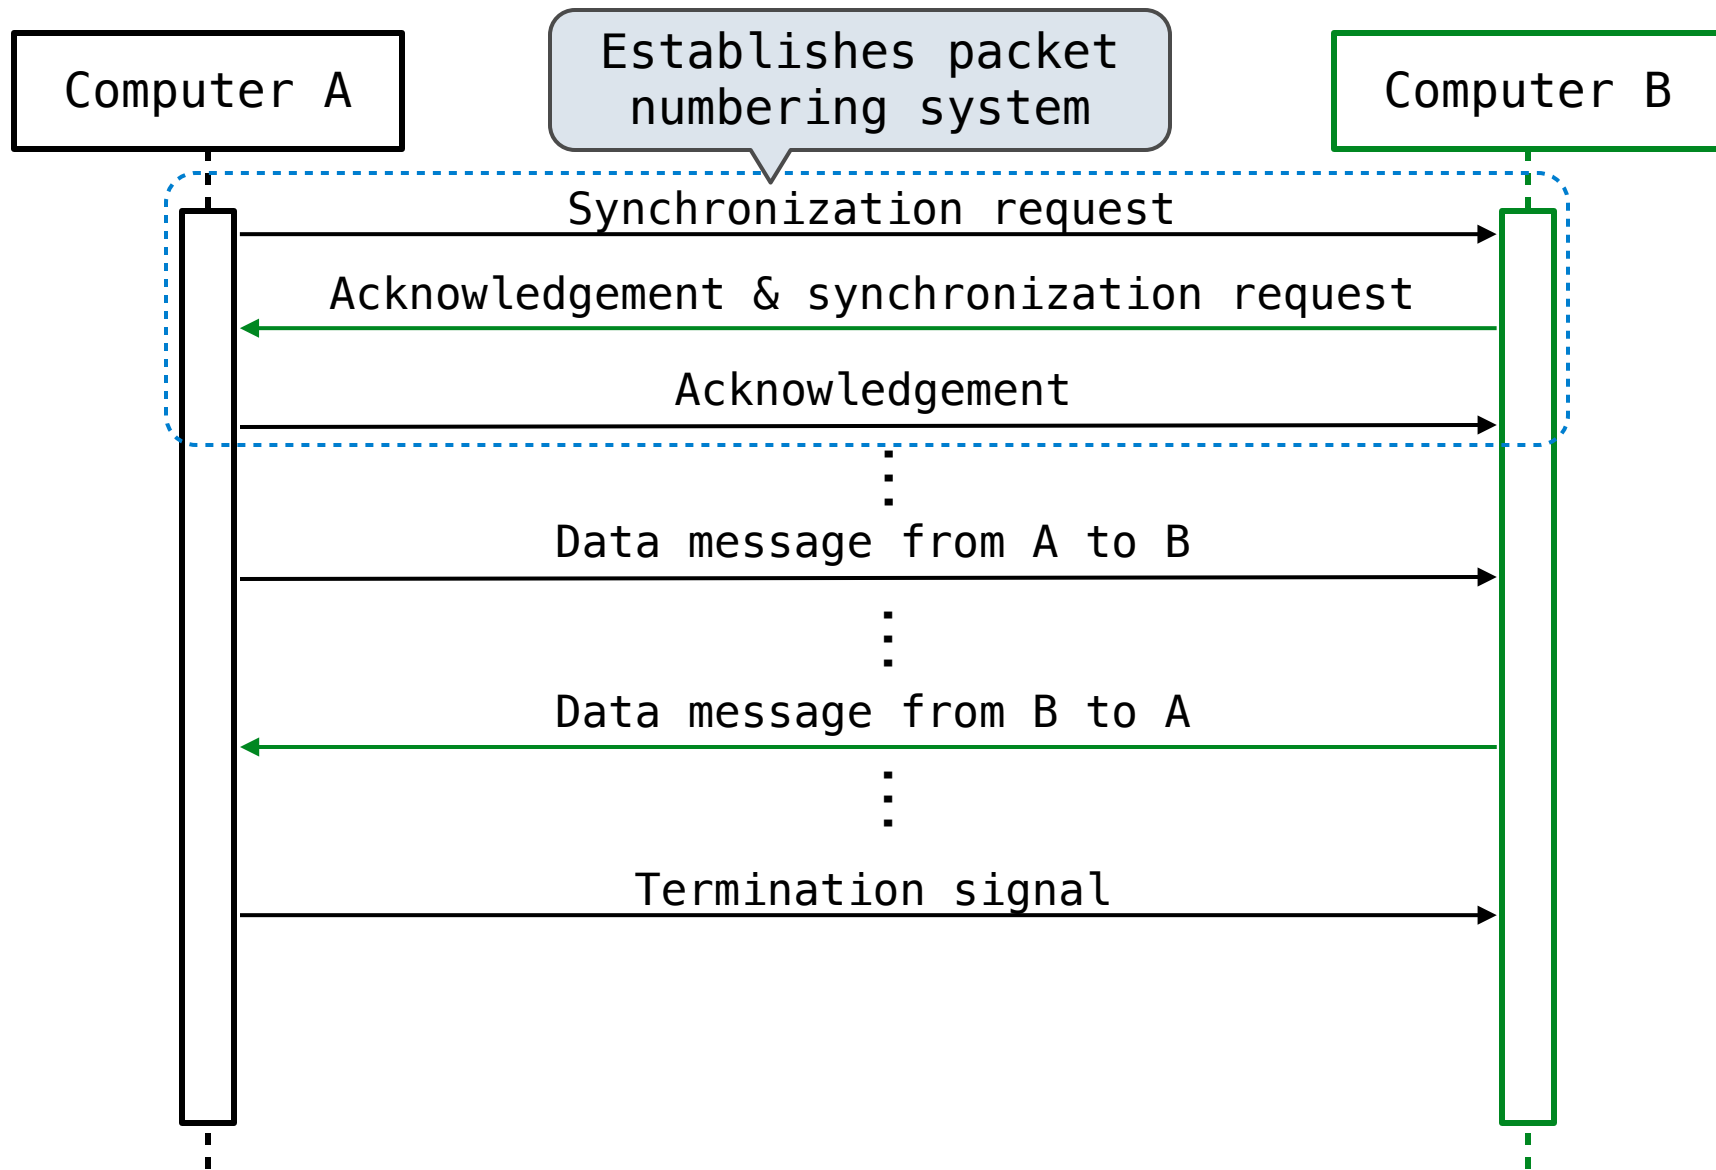 Establishes packet
numbering system
Computer A
Computer B
Synchronization request
Acknowledgement & synchronization request
Acknowledgement
Data message from A to B
Data message from B to A
Termination signal